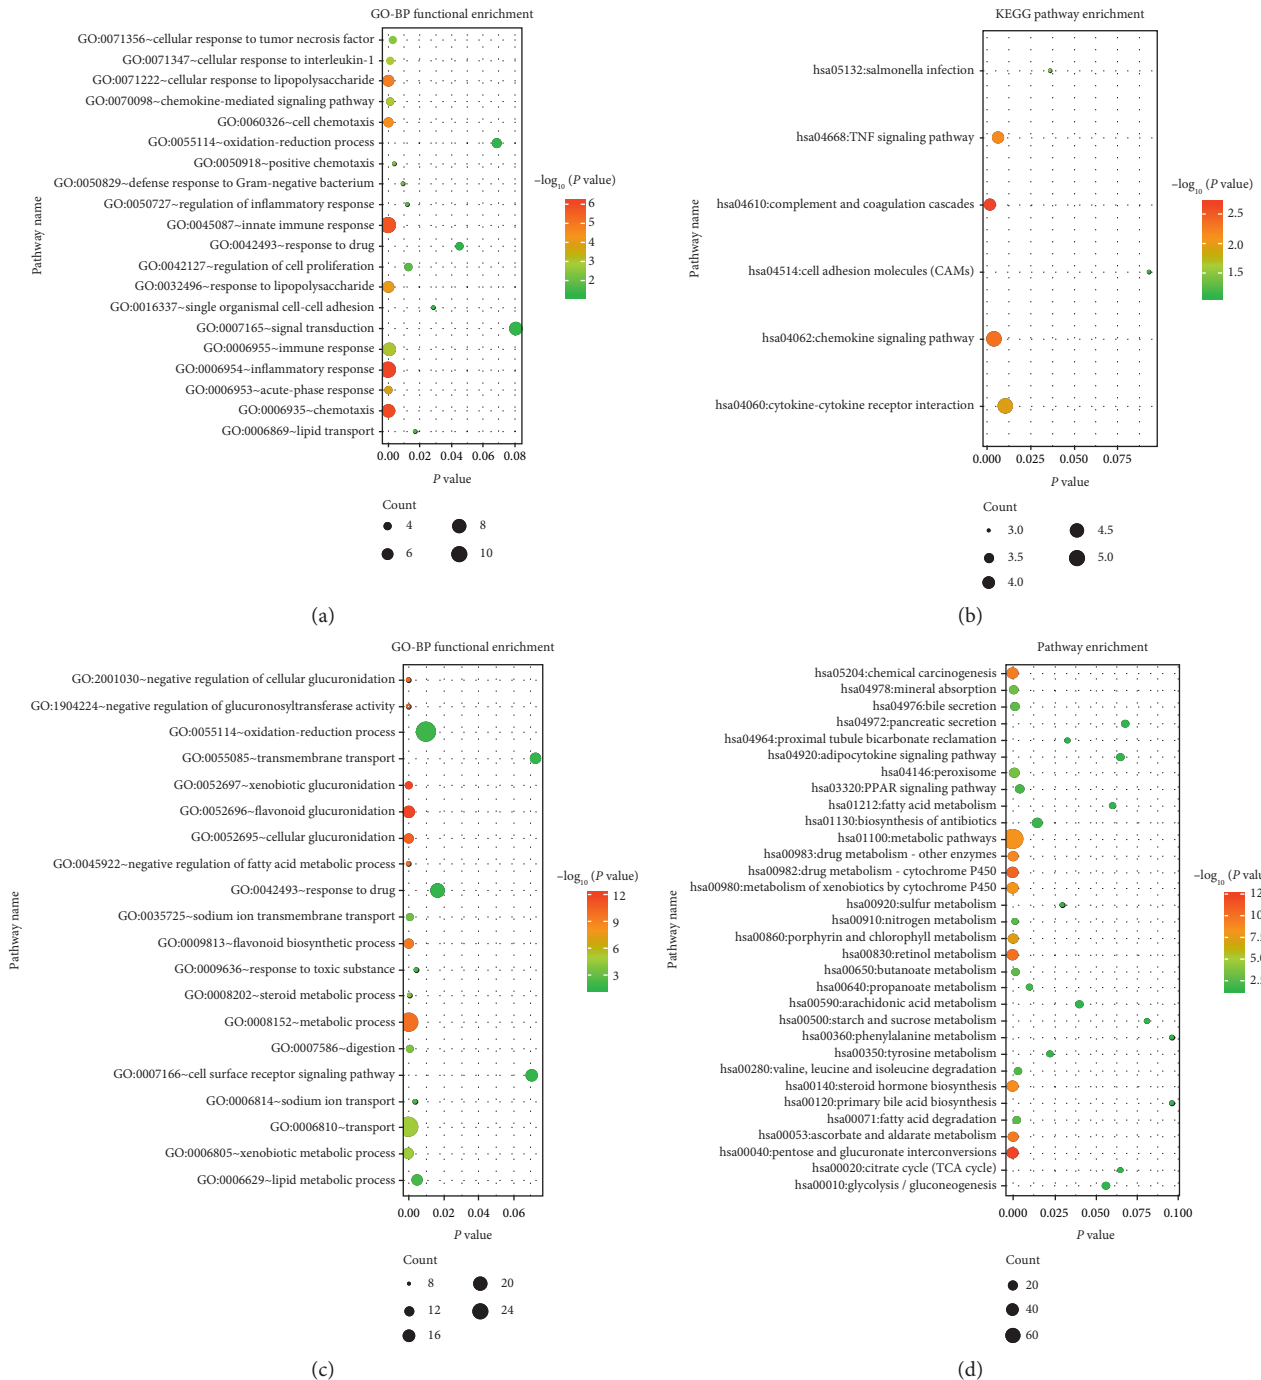 GO-BP functional enrichment
Pathway name
GO:0071356~cellular response to tumor necrosis factor
GO:0071347~cellular response to interleukin-1
GO:0071222~cellular response to lipopolysaccharide
GO:0070098~chemokine-mediated signaling pathway
GO:0060326~cell chemotaxis
GO:0055114~oxidation-reduction process
GO:0050918~positive chemotaxis
GO:0050829~defense response to Gram-negative bacterium
GO:0050727~regulation of inflammatory response
GO:0045087~innate immune response
GO:0042493~response to drug
GO:0042127~regulation of cell proliferation
GO:0032496~response to lipopolysaccharide
GO:0016337~single organismal cell-cell adhesion
GO:0007165~signal transduction
GO:0006955~immune response
GO:0006954~inflammatory response
GO:0006953~acute-phase response
GO:0006935~chemotaxis
GO:0006869~lipid transport
0.00 0.02 0.04 0.06 0.08
P value
–log10 (P value)
6
5
4
3
2
Count
4 8
6 10
(a)
KEGG pathway enrichment
Pathway name
hsa05132:salmonella infection
hsa04668:TNF signaling pathway
hsa04610:complement and coagulation cascades
hsa04514:cell adhesion molecules (CAMs)
hsa04062:chemokine signaling pathway
hsa04060:cytokine-cytokine receptor interaction
0.000 0.025 0.050 0.075
P value
–log10 (P value)
2.5
2.0
1.5
Count
3.0 4.5
3.5 5.0
4.0
(b)
GO-BP functional enrichment
Pathway name
GO:2001030~negative regulation of cellular glucuronidation
GO:1904224~negative regulation of glucuronosyltransferase activity
GO:0055114~oxidation-reduction process
GO:0055085~transmembrane transport
GO:0052697~xenobiotic glucuronidation
GO:0052696~flavonoid glucuronidation
GO:0052695~cellular glucuronidation
GO:0045922~negative regulation of fatty acid metabolic process
GO:0042493~response to drug
GO:0035725~sodium ion transmembrane transport
GO:0009813~flavonoid biosynthetic process
GO:0009636~response to toxic substance
GO:0008202~steroid metabolic process
GO:0008152~metabolic process
GO:0007586~digestion
GO:0007166~cell surface receptor signaling pathway
GO:0006814~sodium ion transport
GO:0006810~transport
GO:0006805~xenobiotic metabolic process
GO:0006629~lipid metabolic process
0.00 0.02 0.04 0.06
P value
–log10 (P value)
12
9
6
3
Count
8 20
12 24
16
(c)
Pathway enrichment
Pathway name
hsa05204:chemical carcinogenesis
hsa04978:mineral absorption
hsa04976:bile secretion
hsa04972:pancreatic secretion
hsa04964:proximal tubule bicarbonate reclamation
hsa04920:adipocytokine signaling pathway
hsa04146:peroxisome
hsa03320:PPAR signaling pathway
hsa01212:fatty acid metabolism
hsa01130:biosynthesis of antibiotics
hsa01100:metabolic pathways
hsa00983:drug metabolism - other enzymes
hsa00982:drug metabolism - cytochrome P450
hsa00980:metabolism of xenobiotics by cytochrome P450
hsa00920:sulfur metabolism
hsa00910:nitrogen metabolism
hsa00860:porphyrin and chlorophyll metabolism
hsa00830:retinol metabolism
hsa00650:butanoate metabolism
hsa00640:propanoate metabolism
hsa00590:arachidonic acid metabolism
hsa00500:starch and sucrose metabolism
hsa00360:phenylalanine metabolism
hsa00350:tyrosine metabolism
hsa00280:valine, leucine and isoleucine degradation
hsa00140:steroid hormone biosynthesis
hsa00120:primary bile acid biosynthesis
hsa00071:fatty acid degradation
hsa00053:ascorbate and aldarate metabolism
hsa00040:pentose and glucuronate interconversions
hsa00020:citrate cycle (TCA cycle)
hsa00010:glycolysis / gluconeogenesis
0.000 0.025 0.050 0.075 0.100
P value
–log10 (P value)
7.5
5.0
2.5
Count
20
40
60
(d)